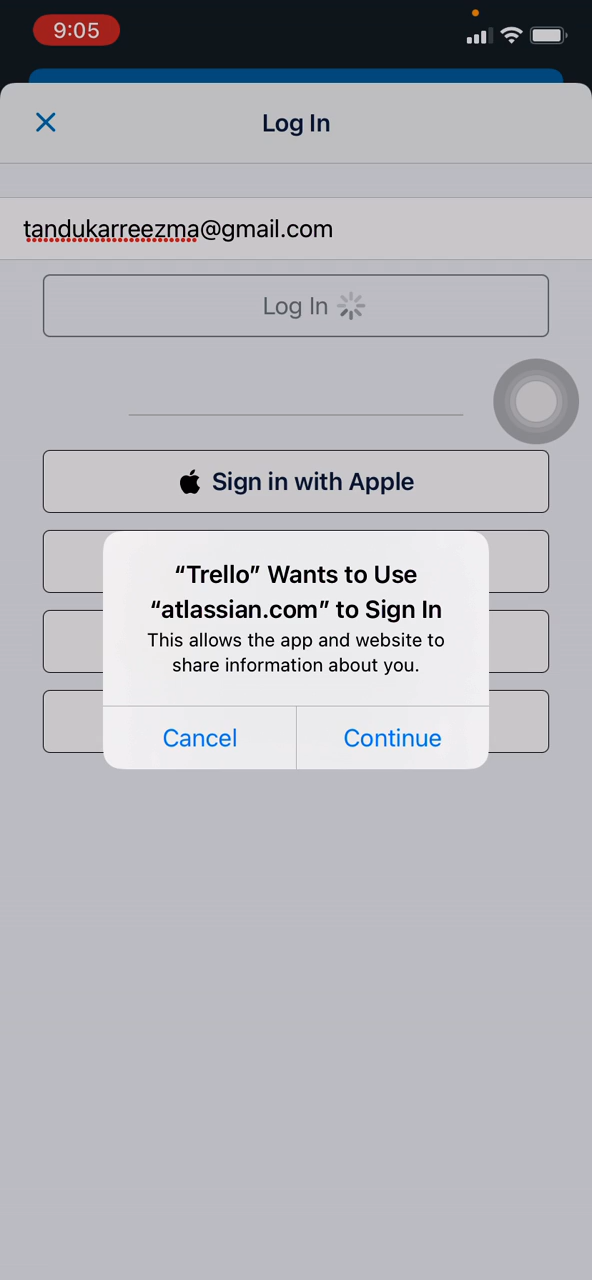 9:05
Log In
tandukarreezma@gmail.com
Log In
Sign in with Apple
“Trello” Wants to Use
“atlassian.com” to Sign In
This allows the app and website to
share information about you.
Cancel
Continue